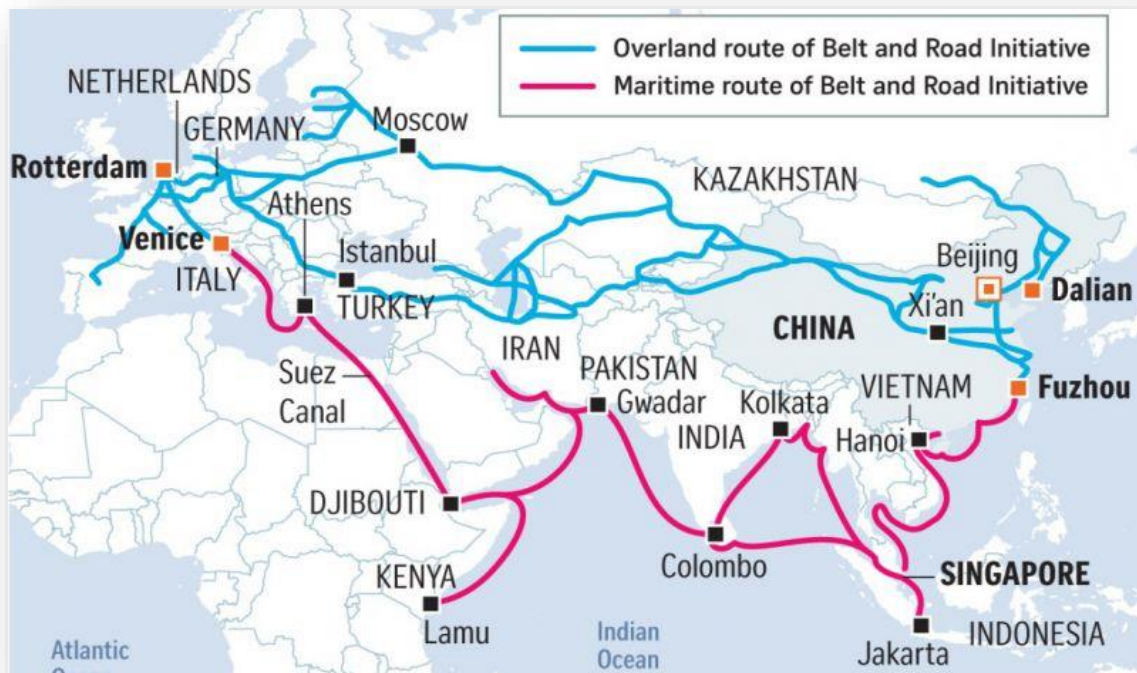 Overland route of Belt and Road Initiative
Maritime route of Belt and Road Initiative
NETHERLANDS
GERMANY
Moscow
Rotterdam
KAZAKHSTAN
Athens
Venice
Istanbul
Beijing
ITALY
TURKEY
Dalian
Xi'an
CHINA
IRAN
Suez
Canal
PAKISTAN
Gwadar
Kolkata
INDIA
VIETNAM
Hanoi
Fuzhou
DJIBOUTI
Colombo
SINGAPORE
KENYA
Lamu
Indian
Ocean
Jakarta
INDONESIA
Atlantic